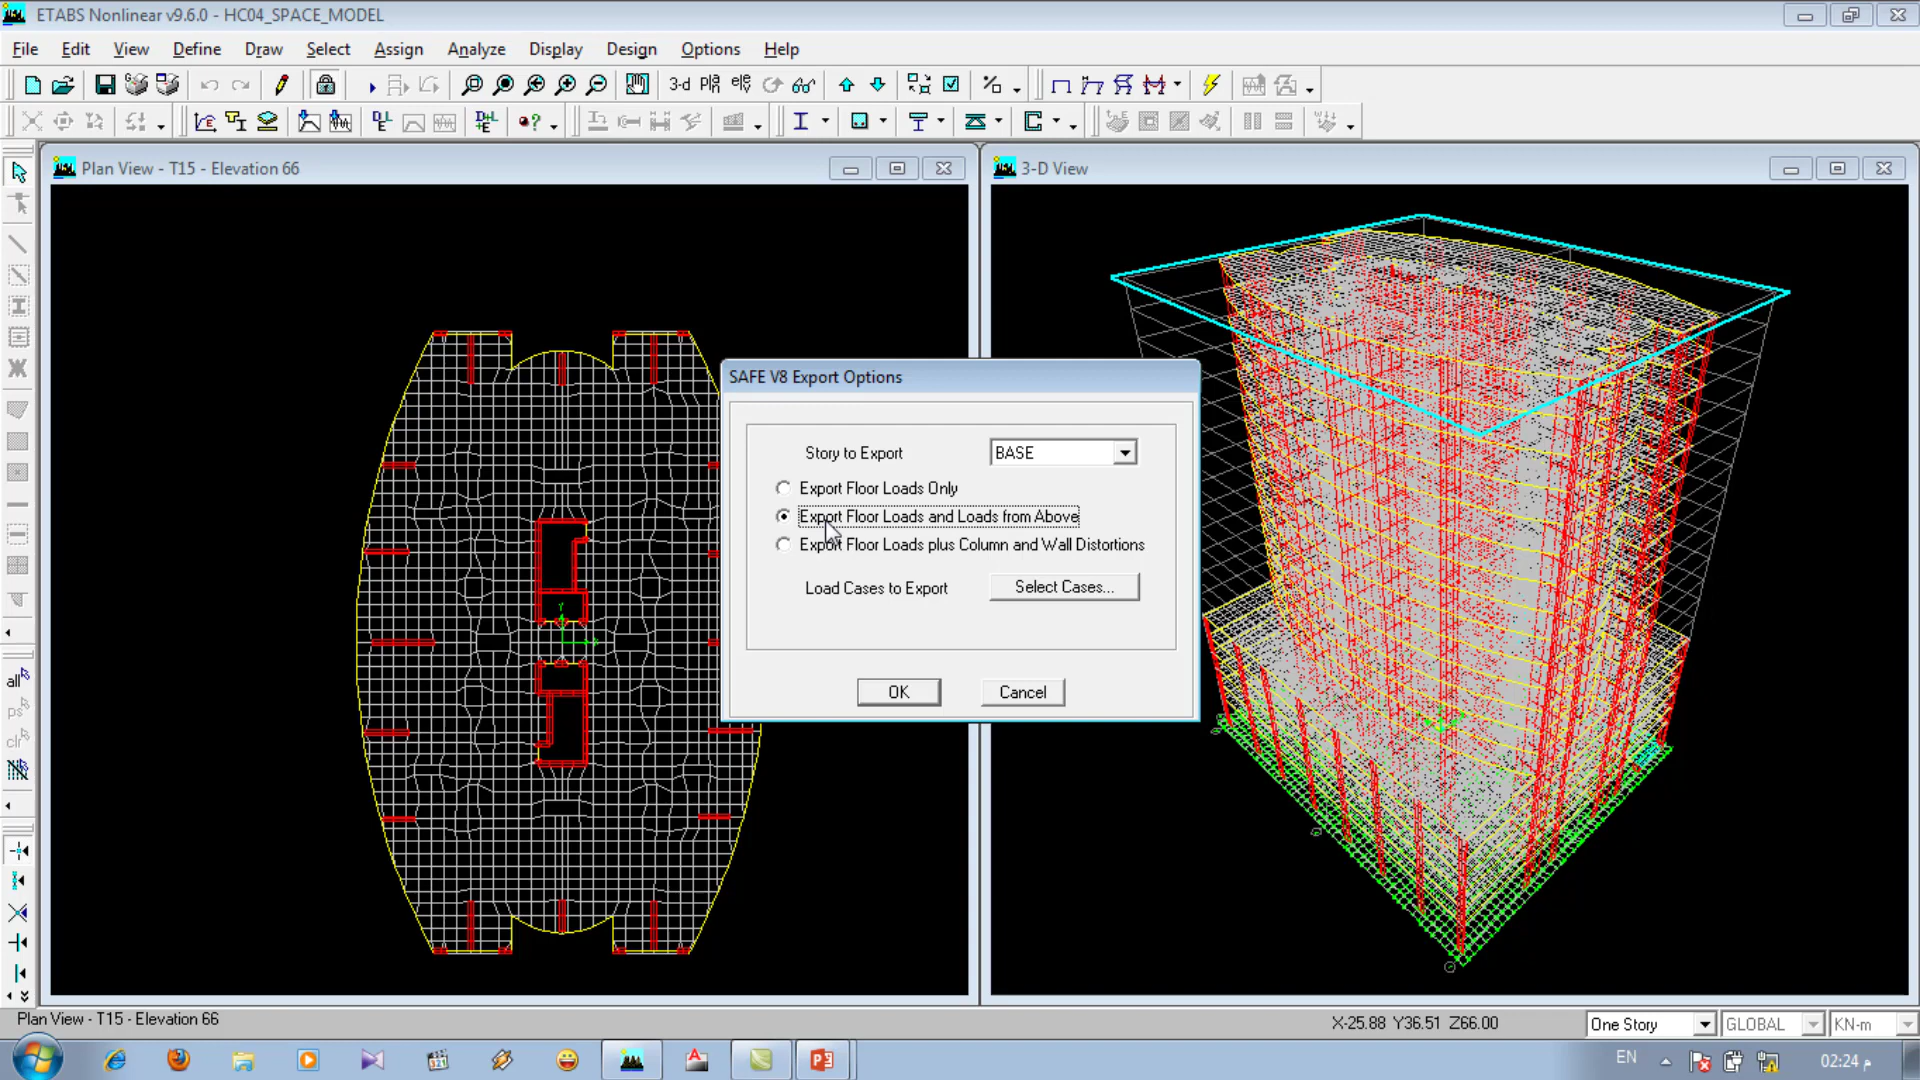 ETABS Nonlinear v9.6.0 - HC04_SPACE_MODEL
File Edit View Define Draw Select Assign Analyze Display Design Options Help
3-d
Plan View - T15 - Elevation 66
3-D View
SAFE V8 Export Options
Story to Export BASE
Export Floor Loads Only
Export Floor Loads and Loads from Above
Export Floor Loads plus Column and Wall Distortions
Load Cases to Export Select Cases...
OK Cancel
all
ps
clr
Plan View - T15 - Elevation 66
X-25.88 Y36.51 Z66.00
One Story GLOBAL KN-m
EN
02:24 م